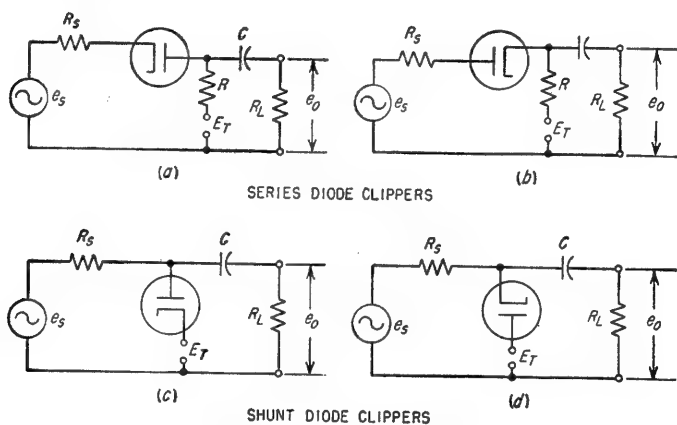 Rs
C
es
R
ET
RL
eo
(a)
Rs
es
R
ET
RL
eo
(b)
SERIES DIODE CLIPPERS
Rs
C
es
ET
RL
eo
(c)
Rs
C
es
ET
RL
eo
(d)
SHUNT DIODE CLIPPERS